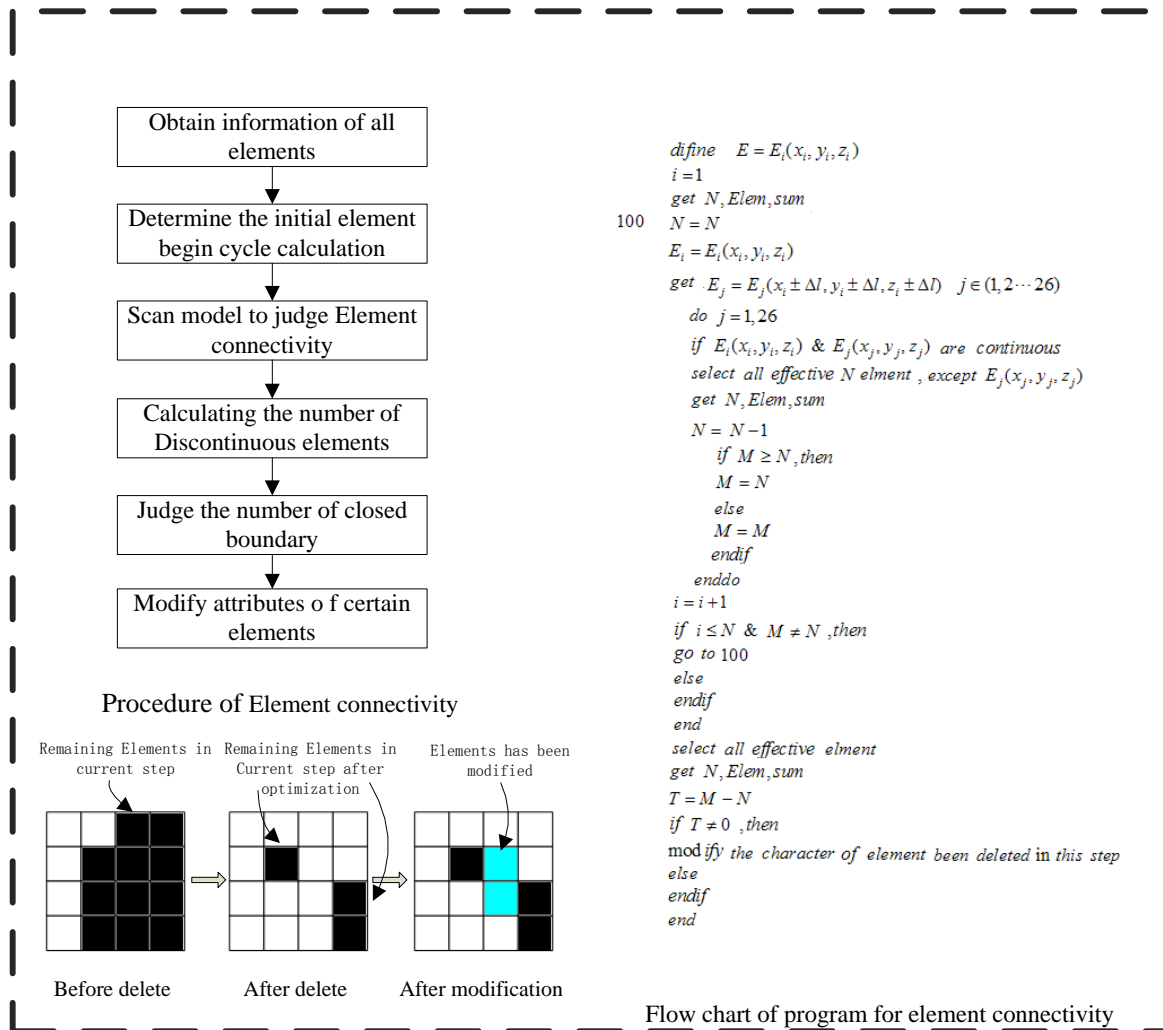 Obtain information of all
elements
Determine the initial element
begin cycle calculation
Scan model to judge Element
connectivity
Calculating the number of
Discontinuous elements
Judge the number of closed
boundary
Modify attributes o f certain
elements
Procedure of Element connectivity
Remaining Elements in
current step
Remaining Elements in
Current step after
optimization
Elements has been
modified
Before delete
After delete
After modification
difine E = E_i(x_i, y_i, z_i)
i = 1
get N, Elem, sum
100 N = N
E_i = E_i(x_i, y_i, z_i)
get E_j = E_j(x_i ± Δl, y_i ± Δl, z_i ± Δl) j ∈ (1, 2 ⋯ 26)
do j = 1, 26
if E_i(x_i, y_i, z_i) & E_j(x_j, y_j, z_j) are continuous
select all effective N elment , except E_j(x_j, y_j, z_j)
get N, Elem, sum
N = N − 1
if M ≥ N , then
M = N
else
M = M
endif
enddo
i = i + 1
if i ≤ N & M ≠ N , then
go to 100
else
endif
end
select all effective elment
get N, Elem, sum
T = M − N
if T ≠ 0 , then
modify the character of element been deleted in this step
else
endif
end
Flow chart of program for element connectivity